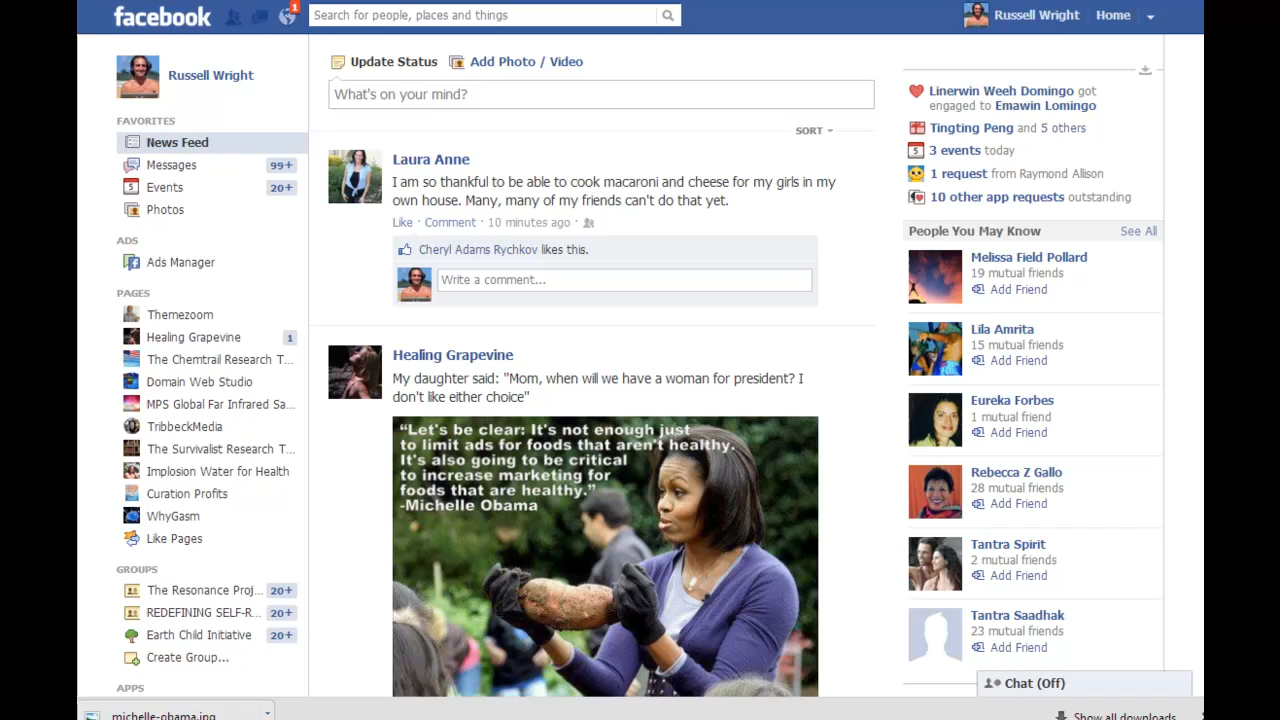 facebook
1
Search for people, places and things
Russell Wright
Home
Russell Wright
FAVORITES
News Feed
Messages 99+
5 Events 20+
Photos
ADS
Ads Manager
PAGES
Themezoom
Healing Grapevine 1
The Chemtrail Research T...
Domain Web Studio
MPS Global Far Infrared Sa...
TribbeckMedia
The Survivalist Research T...
Implosion Water for Health
Curation Profits
WhyGasm
Like Pages
GROUPS
The Resonance Proj... 20+
REDEFINING SELF-R... 20+
Earth Child Initiative 20+
Create Group...
APPS
Update Status
Add Photo / Video
What's on your mind?
SORT
Laura Anne
I am so thankful to be able to cook macaroni and cheese for my girls in my
own house. Many, many of my friends can't do that yet.
Like · Comment · 10 minutes ago ·
Cheryl Adams Rychkov likes this.
Write a comment...
Healing Grapevine
My daughter said: "Mom, when will we have a woman for president? I
don't like either choice"
“Let's be clear: It's not enough just
to limit ads for foods that aren't healthy.
It's also going to be critical
to increase marketing for
foods that are healthy.”
-Michelle Obama
Linerwin Weeh Domingo got
engaged to Emawin Lomingo
Tingting Peng and 5 others
5 3 events today
1 request from Raymond Allison
10 other app requests outstanding
People You May Know See All
Melissa Field Pollard
19 mutual friends
Add Friend
Lila Amrita
15 mutual friends
Add Friend
Eureka Forbes
1 mutual friend
Add Friend
Rebecca Z Gallo
28 mutual friends
Add Friend
Tantra Spirit
2 mutual friends
Add Friend
Tantra Saadhak
23 mutual friends
Add Friend
Chat (Off)
michelle-obama.jpg
Show all downloads